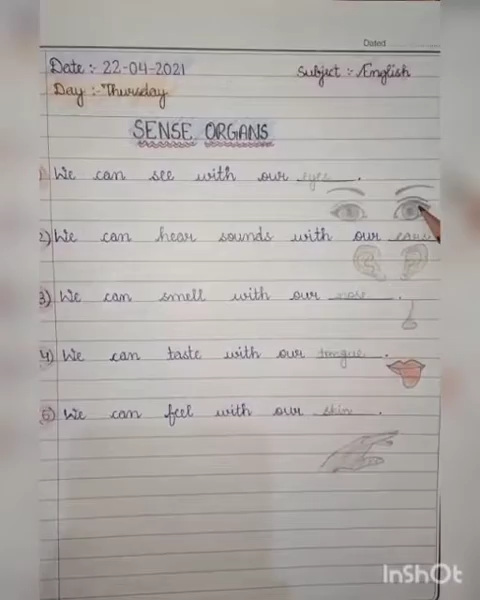 Dated
Date :- 22-04-2021 Subject :- English
Day :- Thursday
SENSE ORGANS
1) We can see with our eyes.
2) We can hear sounds with our ears
3) We can smell with our nose.
4) We can taste with our tongue.
5) We can feel with our skin.
InShOt